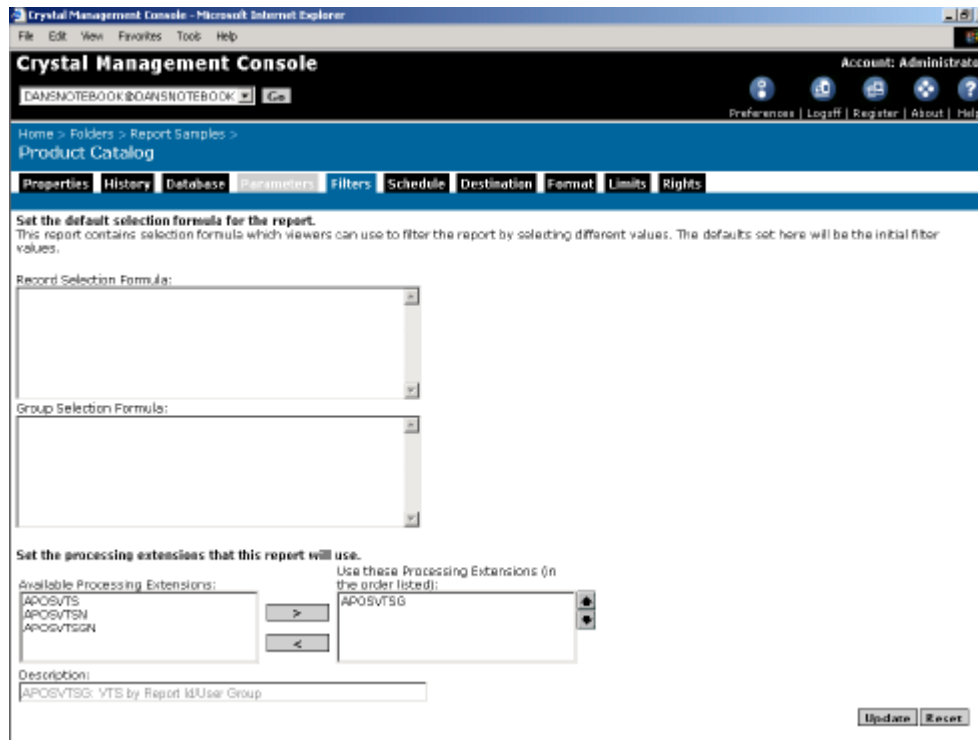 Crystal Management Console - Microsoft Internet Explorer
File Edit View Favorites Tools Help
Crystal Management Console
Account: Administrato
DANSNOTEBOOK@DANSNOTEBOOK Go
Preferences | Logoff | Register | About | Help
Home > Folders > Report Samples >
Product Catalog
Properties History Database Parameters Filters Schedule Destination Format Limits Rights
Set the default selection formula for the report.
This report contains selection formula which viewers can use to filter the report by selecting different values. The defaults set here will be the initial filter
values.
Record Selection Formula:
Group Selection Formula:
Set the processing extensions that this report will use.
Available Processing Extensions:
APOSVTS
APOSVTSN
APOSVTSGN
>
<
Use these Processing Extensions (in
the order listed):
APOSVTSG
Description:
APOSVTSG: VTS by Report Id/User Group
Update Reset